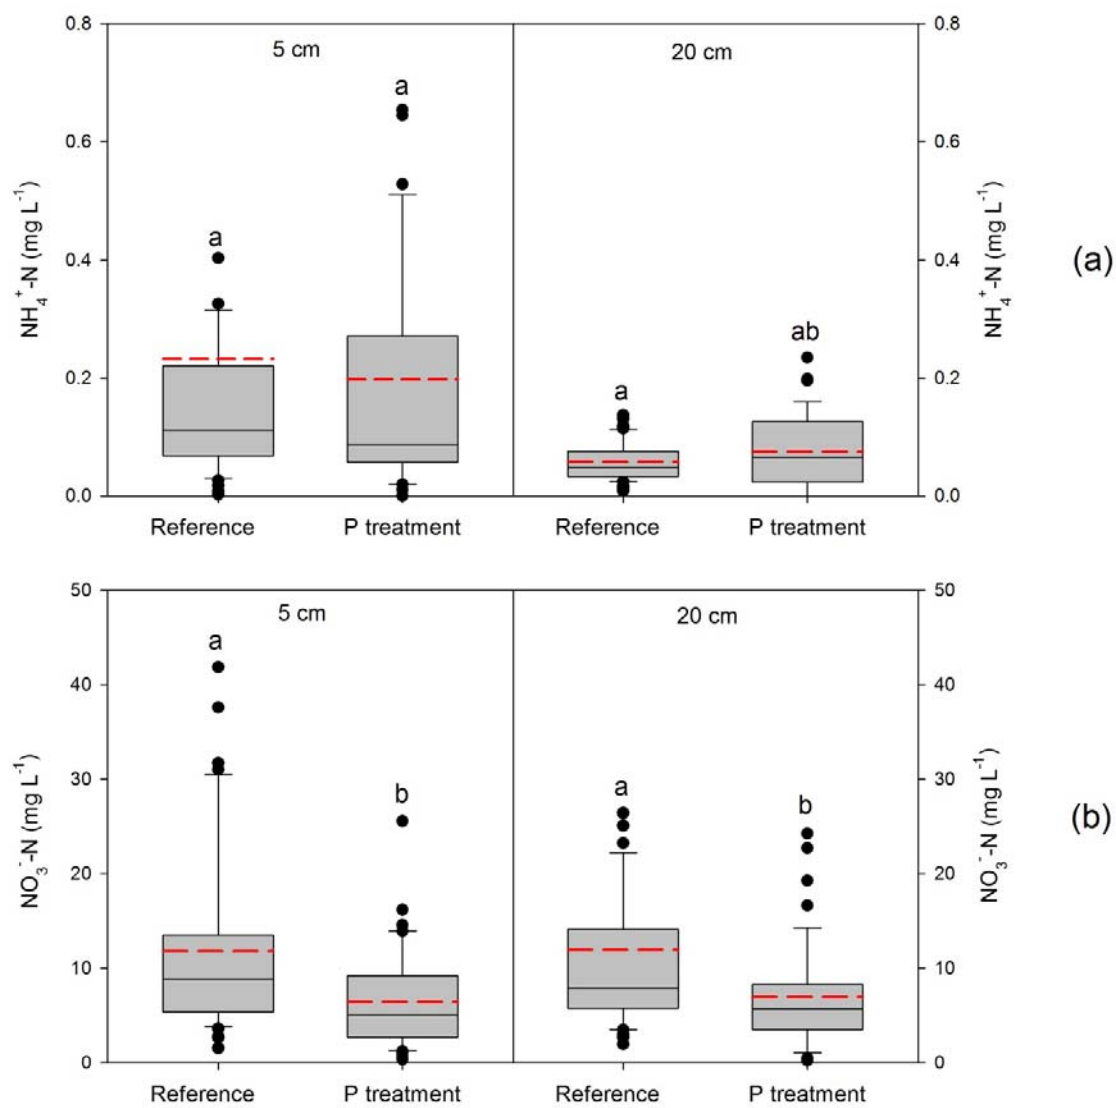 0.8
5 cm
20 cm
0.8
a
0.6
0.6
a
NH₄⁺-N (mg L⁻¹)
0.4
0.4
NH₄⁺-N (mg L⁻¹)
(a)
ab
a
0.2
0.2
0.0
0.0
Reference
P treatment
Reference
P treatment
50
5 cm
20 cm
50
a
40
40
NO₃⁻-N (mg L⁻¹)
30
b
a
b
30
NO₃⁻-N (mg L⁻¹)
(b)
20
20
10
10
0
0
Reference
P treatment
Reference
P treatment